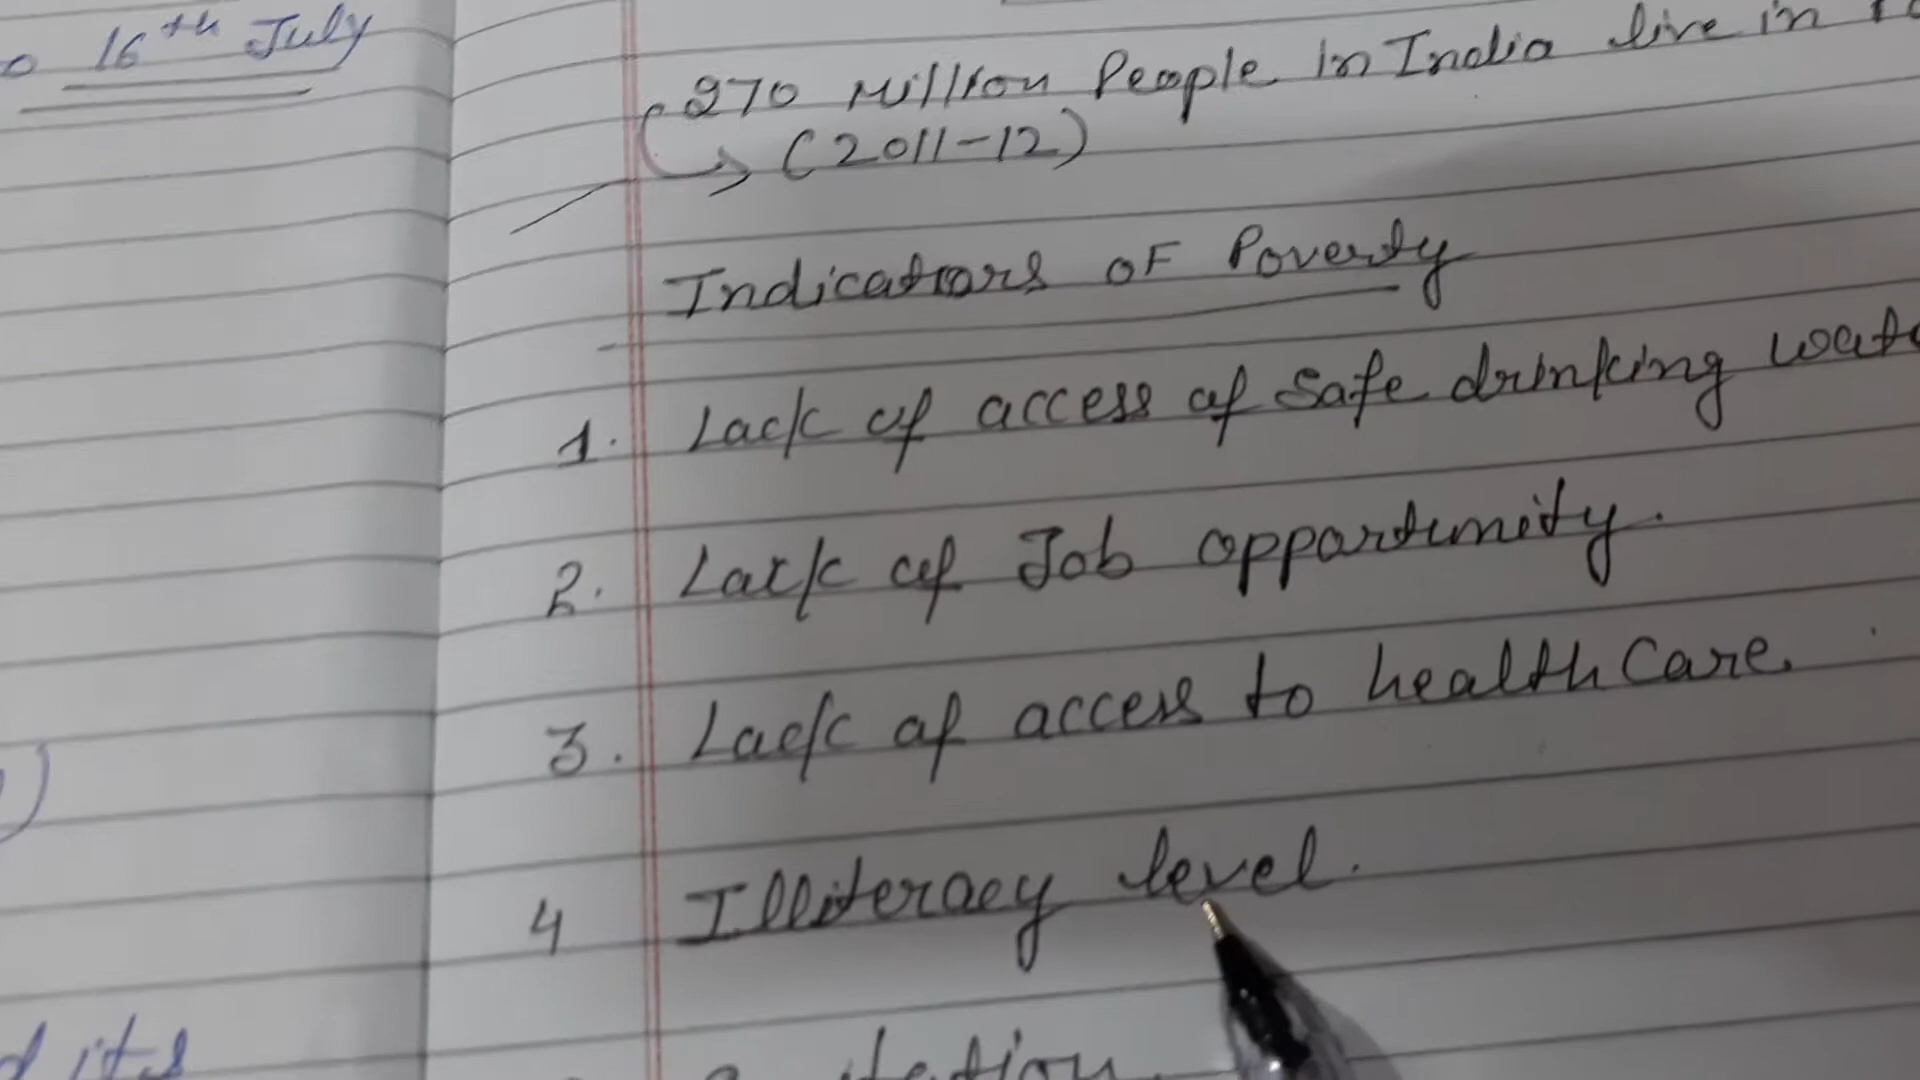 16th July
270 Million People in India live in
(2011-12)
Indicators OF Poverty
1. Lack of access of safe drinking
2. Lack of Job opportunity.
3. Lack of access to health Care.
4 Illiteracy level.
its